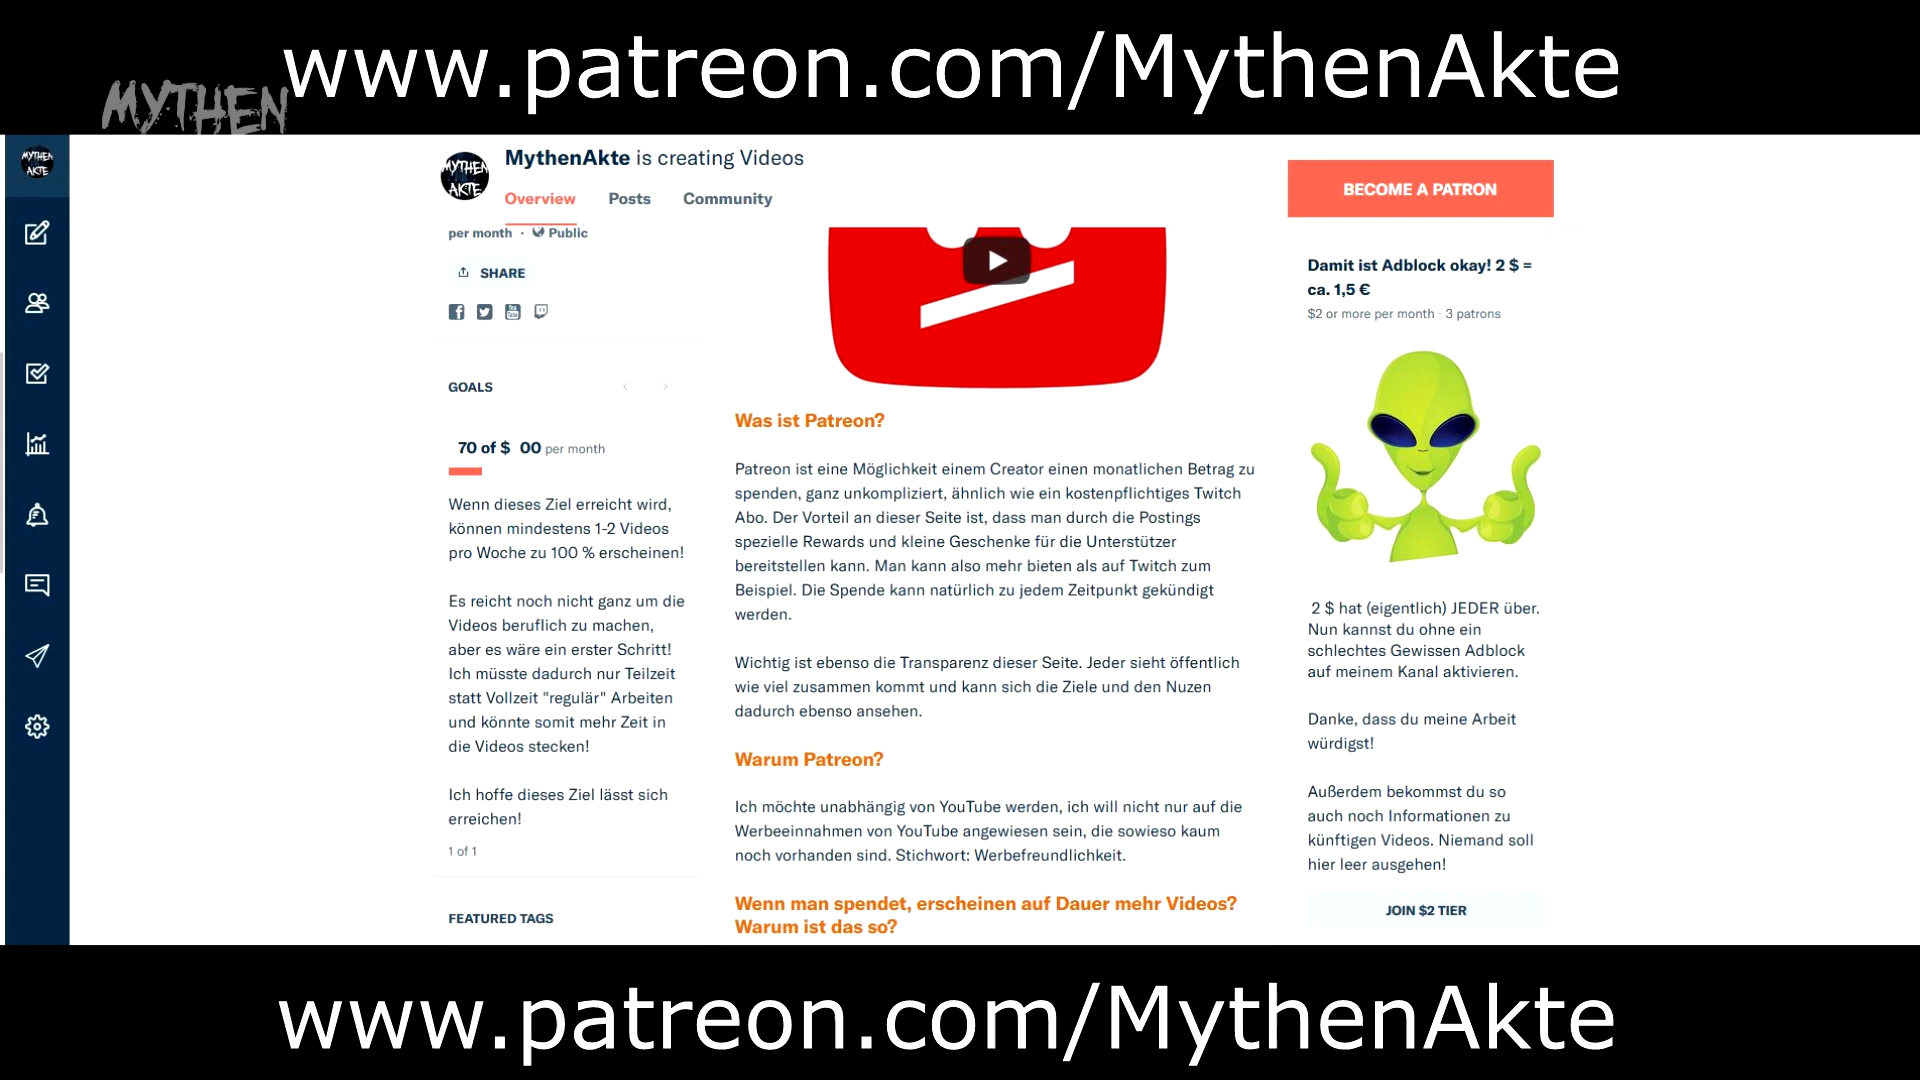 www.patreon.com/MythenAkte
MYTHEN
MYTHEN
AKTE
MYTHEN
AKTE
MythenAkte is creating Videos
Overview Posts Community
BECOME A PATRON
per month · Public
SHARE
GOALS
70 of $ 00 per month
Wenn dieses Ziel erreicht wird,
können mindestens 1-2 Videos
pro Woche zu 100 % erscheinen!
Es reicht noch nicht ganz um die
Videos beruflich zu machen,
aber es wäre ein erster Schritt!
Ich müsste dadurch nur Teilzeit
statt Vollzeit "regulär" Arbeiten
und könnte somit mehr Zeit in
die Videos stecken!
Ich hoffe dieses Ziel lässt sich
erreichen!
1 of 1
FEATURED TAGS
Was ist Patreon?
Patreon ist eine Möglichkeit einem Creator einen monatlichen Betrag zu
spenden, ganz unkompliziert, ähnlich wie ein kostenpflichtiges Twitch
Abo. Der Vorteil an dieser Seite ist, dass man durch die Postings
spezielle Rewards und kleine Geschenke für die Unterstützer
bereitstellen kann. Man kann also mehr bieten als auf Twitch zum
Beispiel. Die Spende kann natürlich zu jedem Zeitpunkt gekündigt
werden.
Wichtig ist ebenso die Transparenz dieser Seite. Jeder sieht öffentlich
wie viel zusammen kommt und kann sich die Ziele und den Nuzen
dadurch ebenso ansehen.
Warum Patreon?
Ich möchte unabhängig von YouTube werden, ich will nicht nur auf die
Werbeeinnahmen von YouTube angewiesen sein, die sowieso kaum
noch vorhanden sind. Stichwort: Werbefreundlichkeit.
Wenn man spendet, erscheinen auf Dauer mehr Videos?
Warum ist das so?
Damit ist Adblock okay! 2 $ =
ca. 1,5 €
$2 or more per month · 3 patrons
2 $ hat (eigentlich) JEDER über.
Nun kannst du ohne ein
schlechtes Gewissen Adblock
auf meinem Kanal aktivieren.
Danke, dass du meine Arbeit
würdigst!
Außerdem bekommst du so
auch noch Informationen zu
künftigen Videos. Niemand soll
hier leer ausgehen!
JOIN $2 TIER
www.patreon.com/MythenAkte